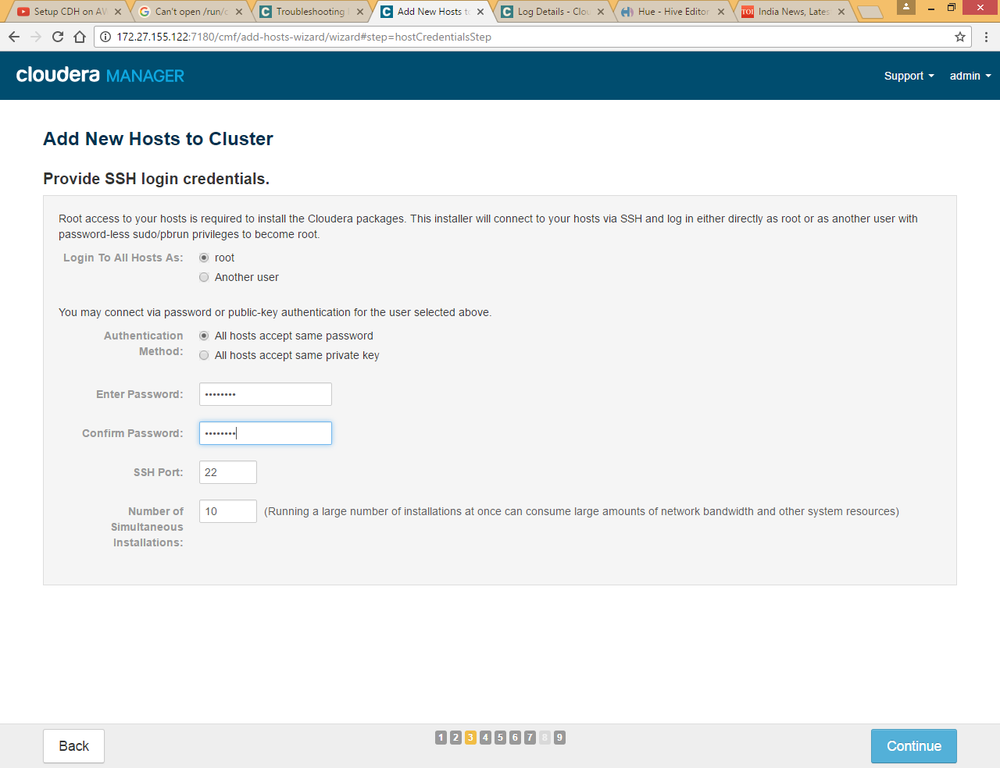 Setup CDH on AW
Can't open /run/c
Troubleshooting
Add New Hosts to
Log Details - Clou
Hue - Hive Editor
TOI India News, Lates
172.27.155.122:7180/cmf/add-hosts-wizard/wizard#step=hostCredentialsStep
cloudera MANAGER
Support
admin
Add New Hosts to Cluster
Provide SSH login credentials.
Root access to your hosts is required to install the Cloudera packages. This installer will connect to your hosts via SSH and log in either directly as root or as another user with
password-less sudo/pbrun privileges to become root.
Login To All Hosts As: root
Another user
You may connect via password or public-key authentication for the user selected above.
Authentication
Method:
All hosts accept same password
All hosts accept same private key
Enter Password: ••••••••
Confirm Password: ••••••••
SSH Port: 22
Number of
Simultaneous
Installations:
10 (Running a large number of installations at once can consume large amounts of network bandwidth and other system resources)
Back
1 2 3 4 5 6 7 8 9
Continue